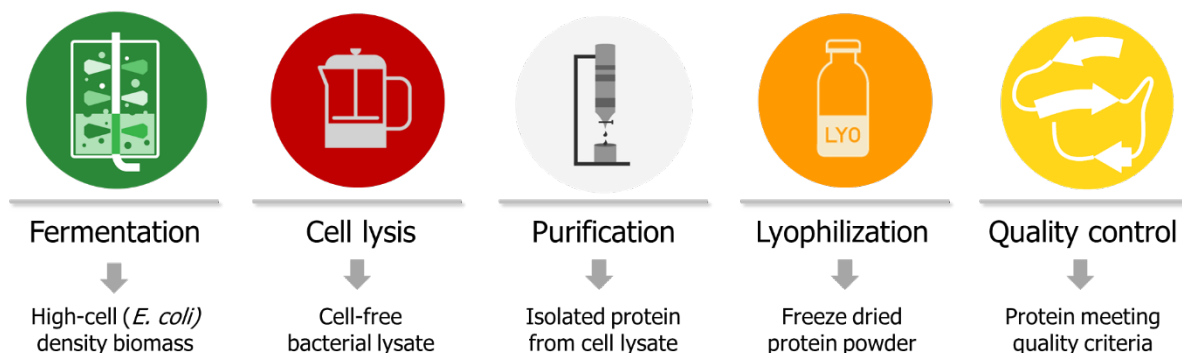 LYO
Fermentation
Cell lysis
Purification
Lyophilization
Quality control
High-cell (E. coli)
density biomass
Cell-free
bacterial lysate
Isolated protein
from cell lysate
Freeze dried
protein powder
Protein meeting
quality criteria